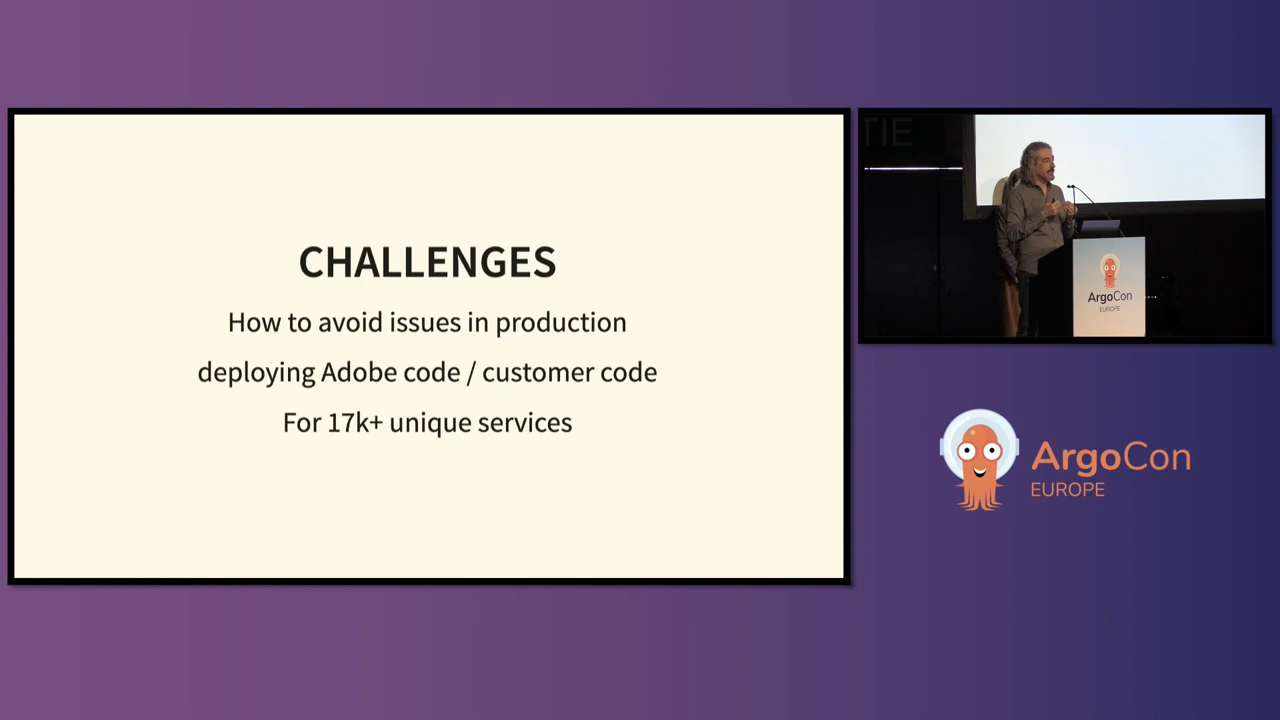 CHALLENGES
How to avoid issues in production
deploying Adobe code / customer code
For 17k+ unique services
TIE
ArgoCon
EUROPE
ArgoCon
EUROPE